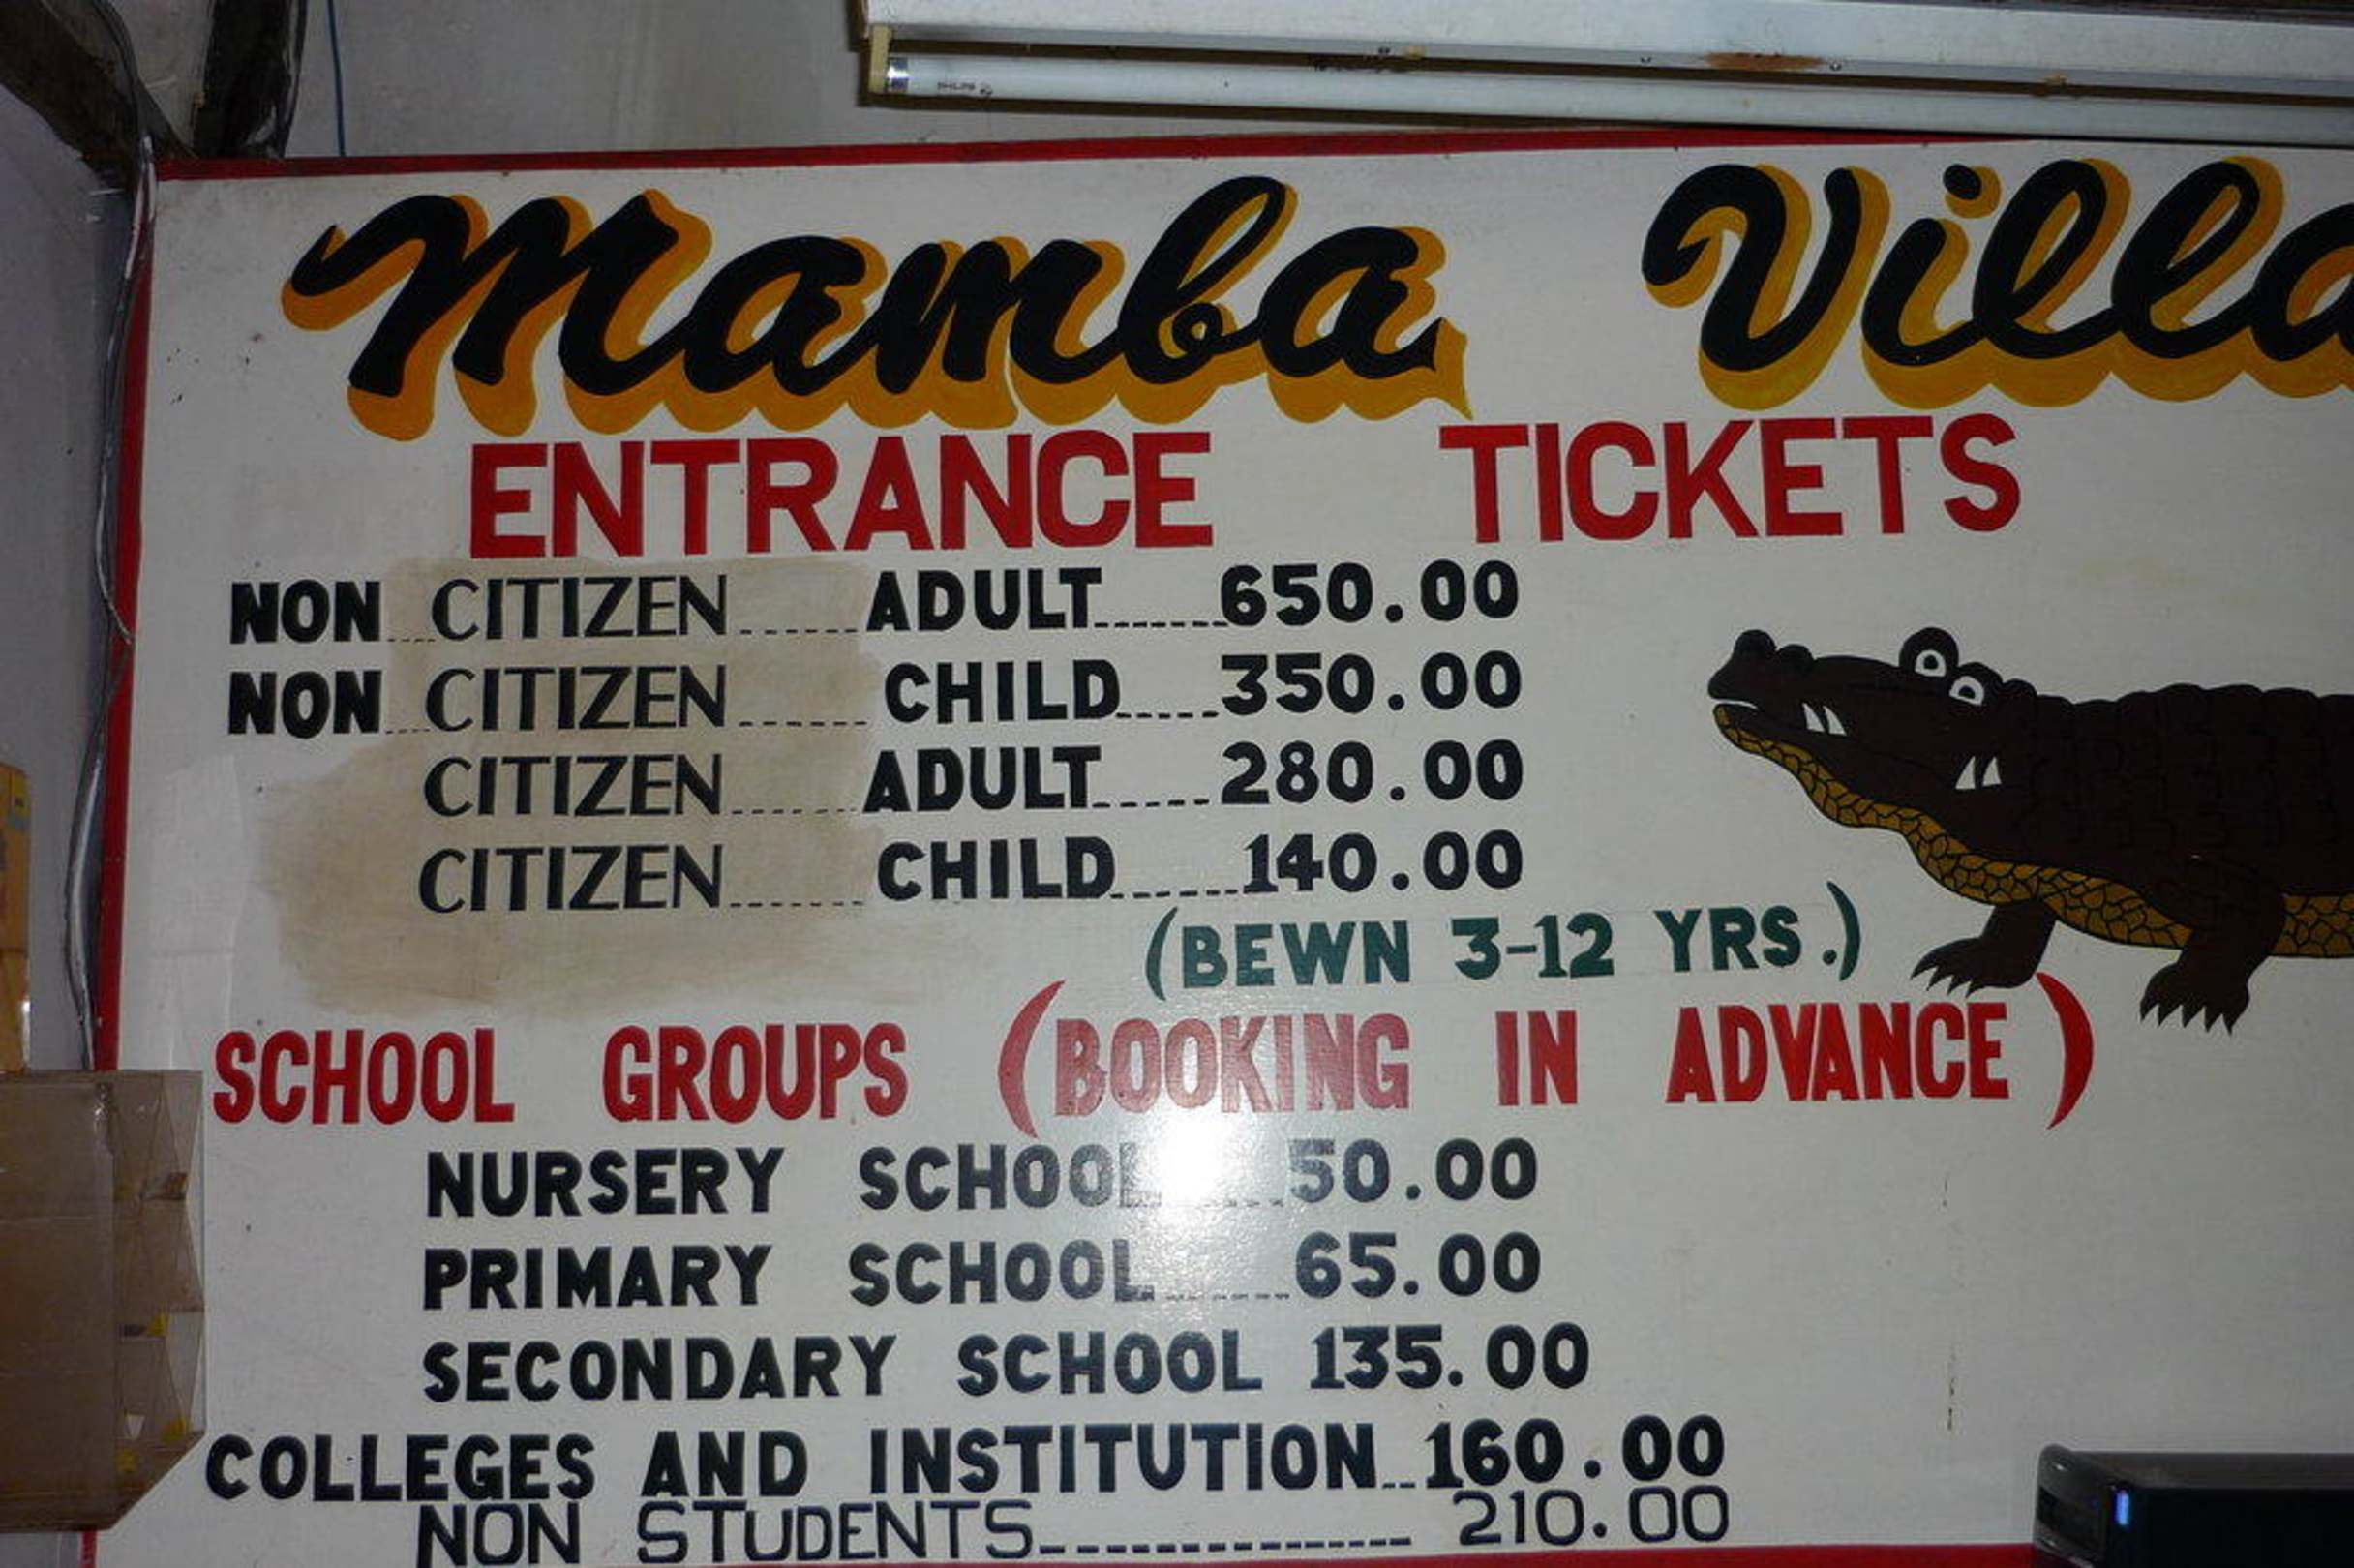 Mamba Villa
ENTRANCE TICKETS
NON...CITIZEN......ADULT......650.00
NON...CITIZEN......CHILD.....350.00
CITIZEN......ADULT.....280.00
CITIZEN......CHILD.....140.00
(BEWN 3-12 YRS.)
SCHOOL GROUPS (BOOKING IN ADVANCE)
NURSERY SCHOOL ....50.00
PRIMARY SCHOOL......65.00
SECONDARY SCHOOL 135.00
COLLEGES AND INSTITUTION..160.00
NON STUDENTS--------------- 210.00